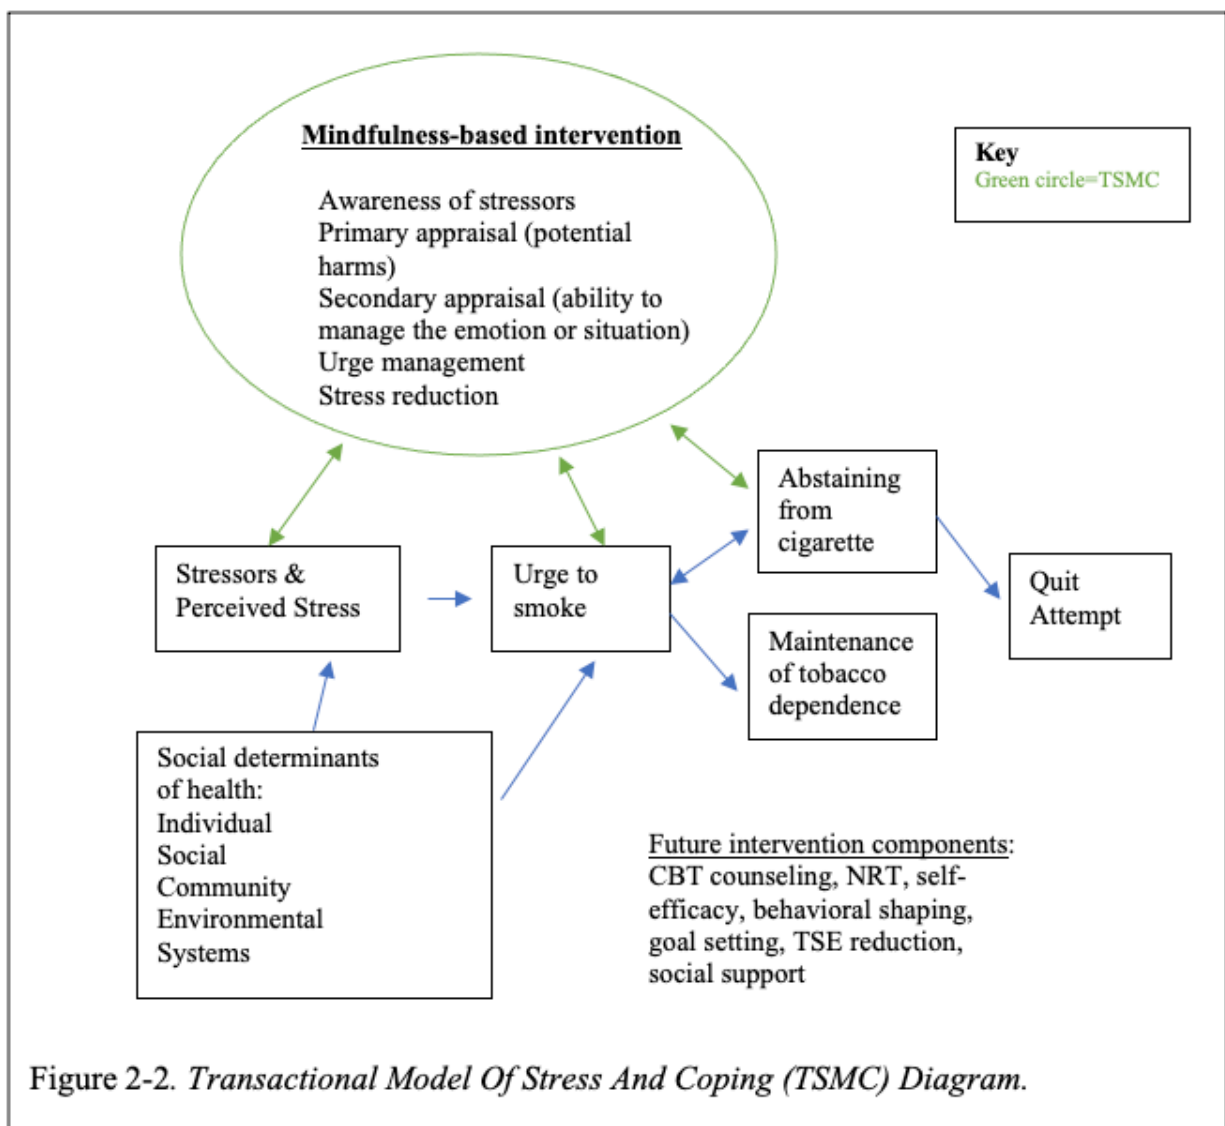 Mindfulness-based intervention
Awareness of stressors
Primary appraisal (potential
harms)
Secondary appraisal (ability to
manage the emotion or situation)
Urge management
Stress reduction
Key
Green circle=TSMC
Stressors &
Perceived Stress
Urge to
smoke
Abstaining
from
cigarette
Quit
Attempt
Maintenance
of tobacco
dependence
Social determinants
of health:
Individual
Social
Community
Environmental
Systems
Future intervention components:
CBT counseling, NRT, self-
efficacy, behavioral shaping,
goal setting, TSE reduction,
social support
Figure 2-2. Transactional Model Of Stress And Coping (TSMC) Diagram.